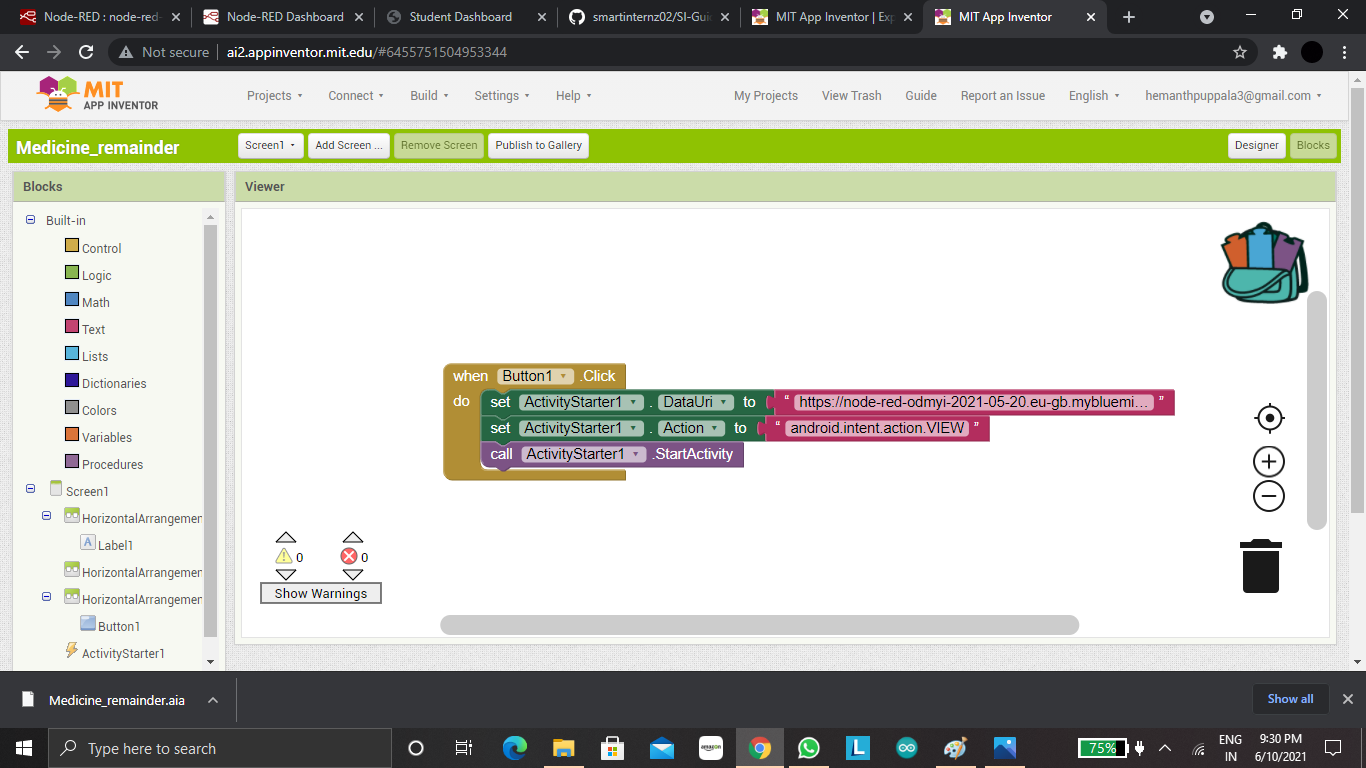 Node-RED : node-red-
Node-RED Dashboard
Student Dashboard
smartinternz02/SI-Gui
MIT App Inventor | Exp
MIT App Inventor
Not secure
ai2.appinventor.mit.edu/#6455751504953344
MIT
APP INVENTOR
Projects
Connect
Build
Settings
Help
My Projects
View Trash
Guide
Report an Issue
English
hemanthpuppala3@gmail.com
Medicine_remainder
Screen1
Add Screen ...
Remove Screen
Publish to Gallery
Designer
Blocks
Blocks
Viewer
Built-in
Control
Logic
Math
Text
Lists
Dictionaries
Colors
Variables
Procedures
Screen1
HorizontalArrangemen
Label1
HorizontalArrangemen
HorizontalArrangemen
Button1
ActivityStarter1
when Button1 .Click
do set ActivityStarter1 . DataUri to “ https://node-red-odmyi-2021-05-20.eu-gb.mybluemi... ”
set ActivityStarter1 . Action to “ android.intent.action.VIEW ”
call ActivityStarter1 .StartActivity
0 0
Show Warnings
Medicine_remainder.aia
Show all
Type here to search
amazon
L
75%
ENG
IN
9:30 PM
6/10/2021